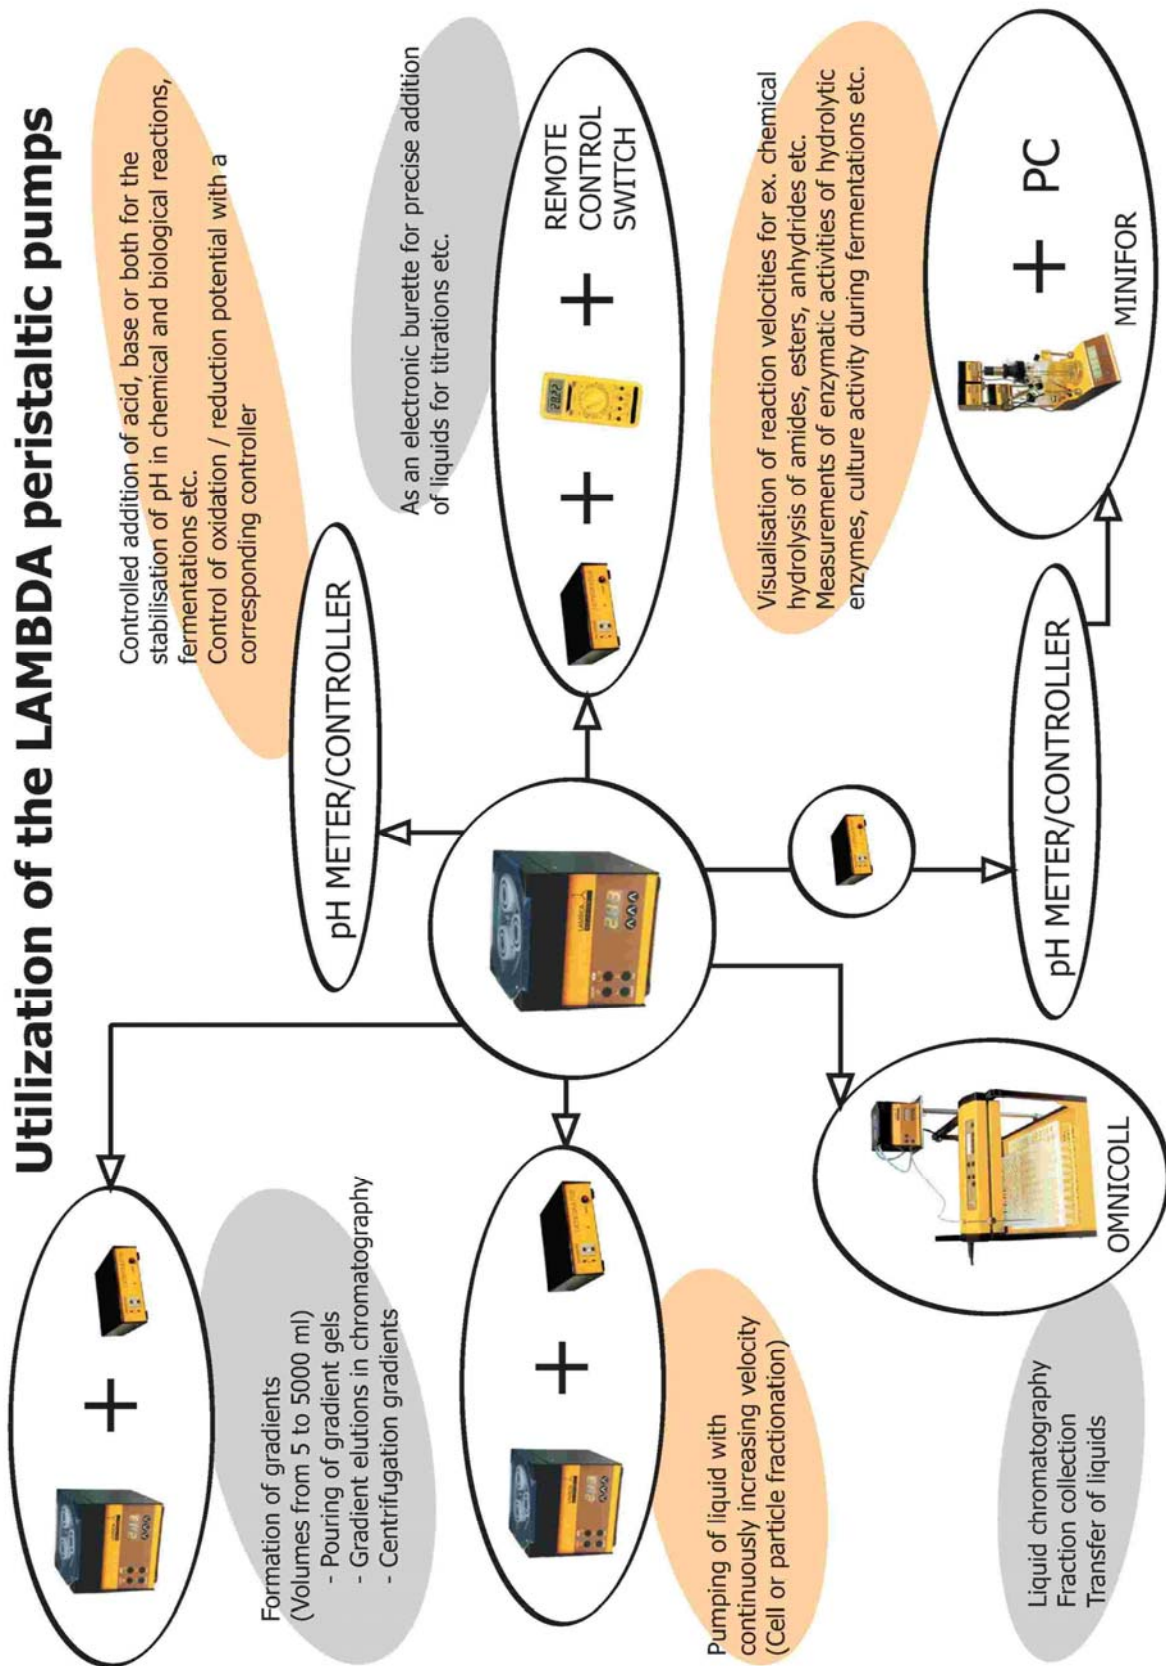 Utilization of the LAMBDA peristaltic pumps
Controlled addition of acid, base or both for the
stabilisation of pH in chemical and biological reactions,
fermentations etc.
Control of oxidation / reduction potential with a
corresponding controller
pH METER/CONTROLLER
Formation of gradients
(Volumes from 5 to 5000 ml)
- Pouring of gradient gels
- Gradient elutions in chromatography
- Centrifugation gradients
As an electronic burette for precise addition
of liquids for titrations etc.
REMOTE
CONTROL
SWITCH
Pumping of liquid with
continuously increasing velocity
(Cell or particle fractionation)
Visualisation of reaction velocities for ex. chemical
hydrolysis of amides, esters, anhydrides etc.
Measurements of enzymatic activities of hydrolytic
enzymes, culture activity during fermentations etc.
Liquid chromatography
Fraction collection
Transfer of liquids
OMNICOLL
pH METER/CONTROLLER
PC
MINIFOR